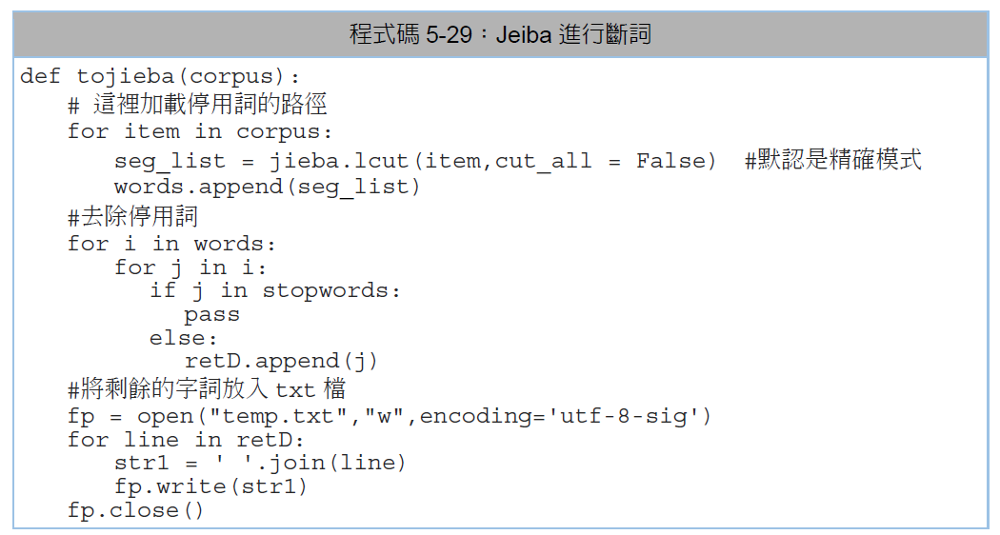 程式碼 5-29：Jeiba 進行斷詞
def tojieba(corpus):
    # 這裡加載停用詞的路徑
    for item in corpus:
        seg_list = jieba.lcut(item,cut_all = False)  #默認是精確模式
        words.append(seg_list)
    #去除停用詞
    for i in words:
        for j in i:
            if j in stopwords:
                pass
            else:
                retD.append(j)
    #將剩餘的字詞放入 txt 檔
    fp = open("temp.txt","w",encoding='utf-8-sig')
    for line in retD:
        str1 = ' '.join(line)
        fp.write(str1)
    fp.close()